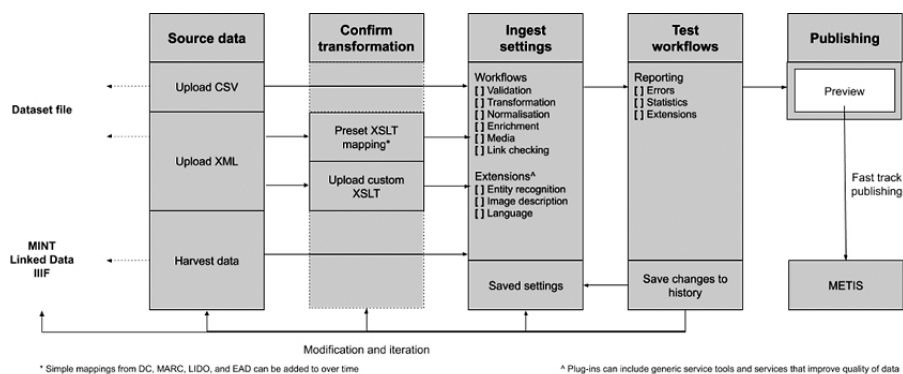 Source data
Confirm
transformation
Ingest
settings
Test
workflows
Publishing
Dataset file
Upload CSV
Upload XML
Preset XSLT
mapping*
Upload custom
XSLT
MINT
Linked Data
IIIF
Harvest data
Workflows
[ ] Validation
[ ] Transformation
[ ] Normalisation
[ ] Enrichment
[ ] Media
[ ] Link checking
Extensions^
[ ] Entity recognition
[ ] Image description
[ ] Language
Saved settings
Reporting
[ ] Errors
[ ] Statistics
[ ] Extensions
Save changes to
history
Preview
Fast track
publishing
METIS
Modification and iteration
* Simple mappings from DC, MARC, LIDO, and EAD can be added to over time
^ Plug-ins can include generic service tools and services that improve quality of data